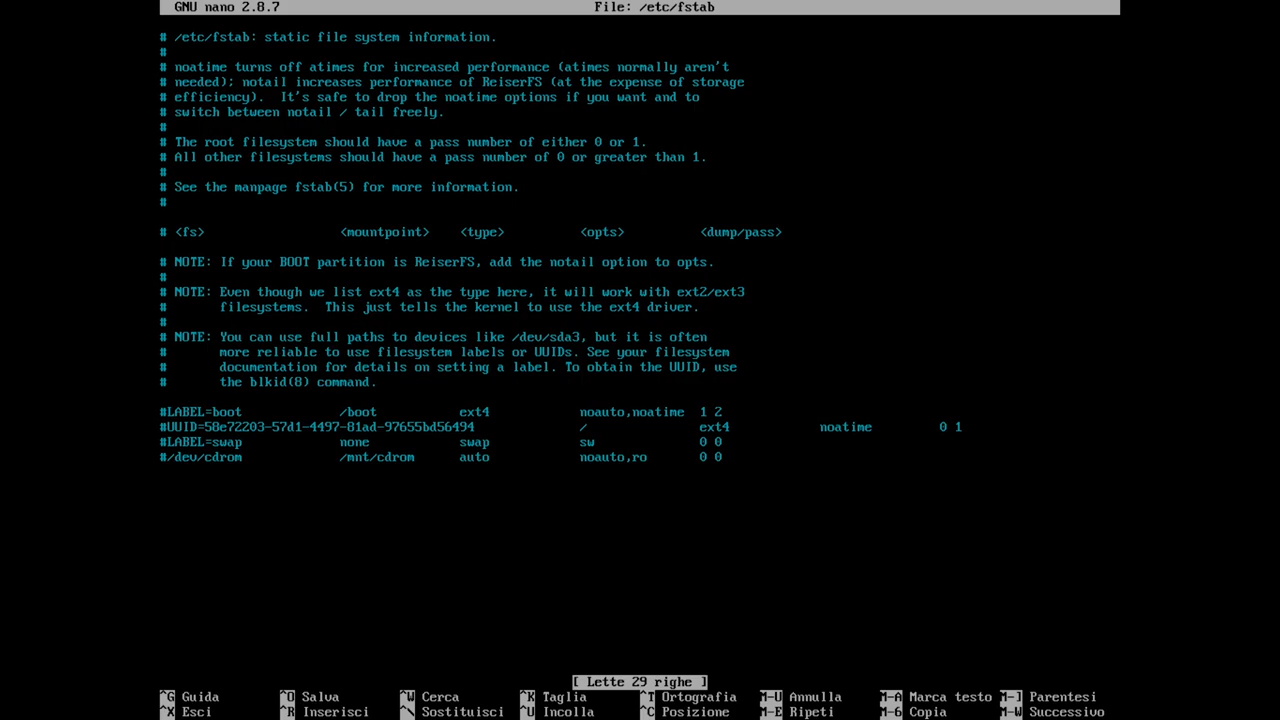 GNU nano 2.8.7 File: /etc/fstab
# /etc/fstab: static file system information.
#
# noatime turns off atimes for increased performance (atimes normally aren't
# needed); notail increases performance of ReiserFS (at the expense of storage
# efficiency).  It's safe to drop the noatime options if you want and to
# switch between notail / tail freely.
#
# The root filesystem should have a pass number of either 0 or 1.
# All other filesystems should have a pass number of 0 or greater than 1.
#
# See the manpage fstab(5) for more information.
#
# <fs> <mountpoint> <type> <opts> <dump/pass>
# NOTE: If your BOOT partition is ReiserFS, add the notail option to opts.
#
# NOTE: Even though we list ext4 as the type here, it will work with ext2/ext3
#       filesystems.  This just tells the kernel to use the ext4 driver.
#
# NOTE: You can use full paths to devices like /dev/sda3, but it is often
#       more reliable to use filesystem labels or UUIDs. See your filesystem
#       documentation for details on setting a label. To obtain the UUID, use
#       the blkid(8) command.
#LABEL=boot /boot ext4 noauto,noatime 1 2
#UUID=58e72203-57d1-4497-81ad-97655bd56494 / ext4 noatime 0 1
#LABEL=swap none swap sw 0 0
#/dev/cdrom /mnt/cdrom auto noauto,ro 0 0
[ Lette 29 righe ]
^G Guida ^O Salva ^W Cerca ^K Taglia ^T Ortografia M-U Annulla M-A Marca testo M-] Parentesi
^X Esci ^R Inserisci ^\ Sostituisci ^U Incolla ^C Posizione M-E Ripeti M-6 Copia M-W Successivo